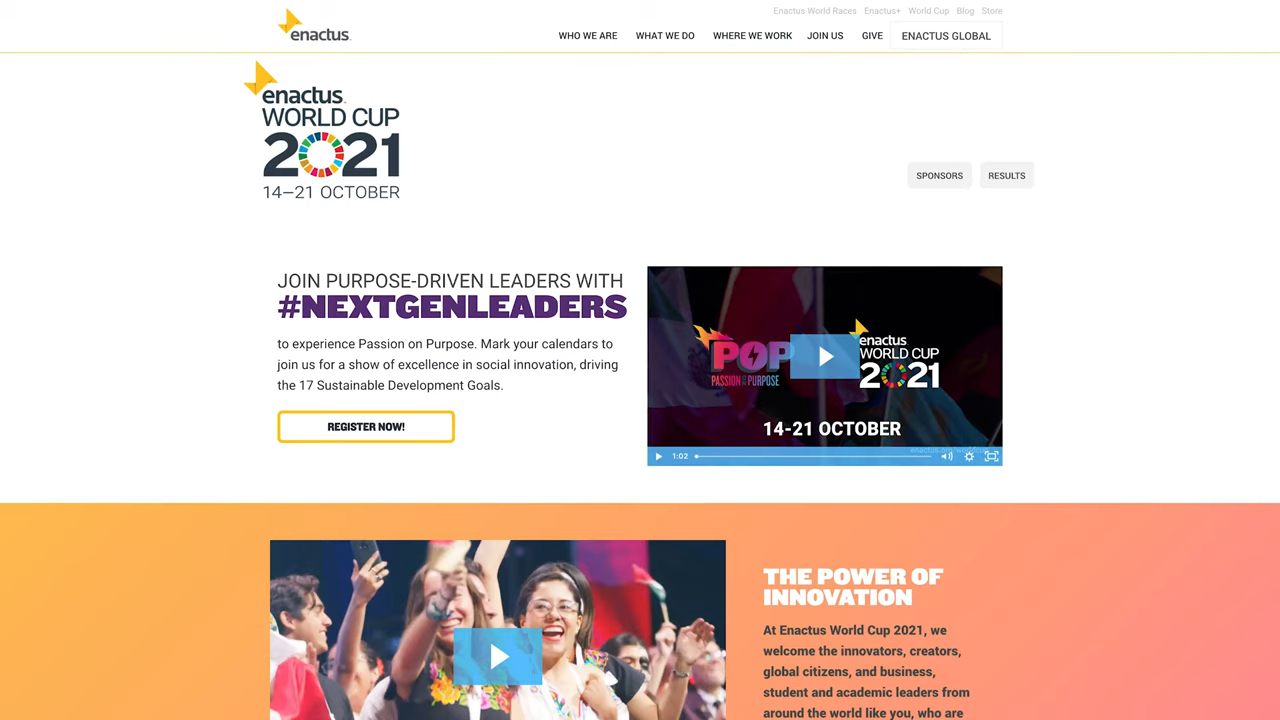 Enactus World Races Enactus+ World Cup Blog Store
enactus.
WHO WE ARE WHAT WE DO WHERE WE WORK JOIN US GIVE ENACTUS GLOBAL
enactus
WORLD CUP
2021
14–21 OCTOBER
SPONSORS RESULTS
JOIN PURPOSE-DRIVEN LEADERS WITH
#NEXTGENLEADERS
to experience Passion on Purpose. Mark your calendars to
join us for a show of excellence in social innovation, driving
the 17 Sustainable Development Goals.
REGISTER NOW!
POP
PASSION ON PURPOSE
enactus
WORLD CUP
2021
14-21 OCTOBER
1:02
THE POWER OF
INNOVATION
At Enactus World Cup 2021, we
welcome the innovators, creators,
global citizens, and business,
student and academic leaders from
around the world like you, who are